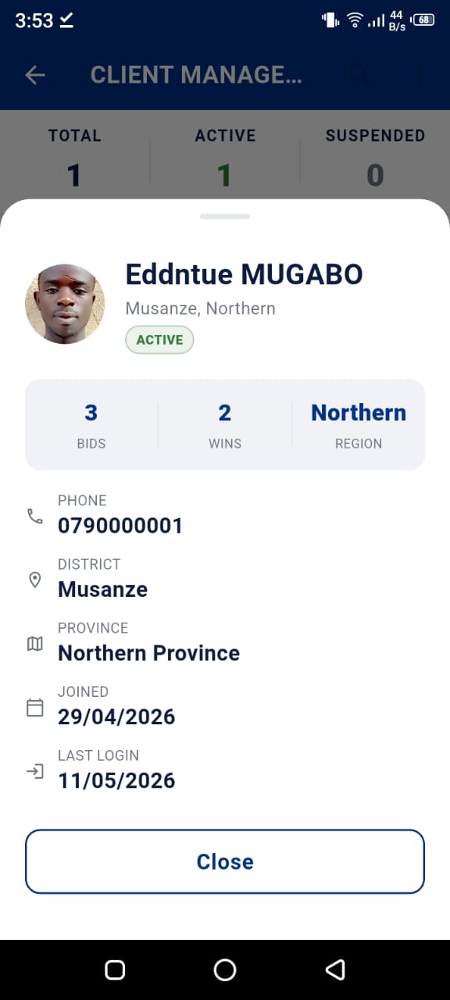 3:53
44
B/s
68
CLIENT MANAGE...
TOTAL ACTIVE SUSPENDED
1 1 0
Eddntue MUGABO
Musanze, Northern
ACTIVE
3 2 Northern
BIDS WINS REGION
PHONE
0790000001
DISTRICT
Musanze
PROVINCE
Northern Province
JOINED
29/04/2026
LAST LOGIN
11/05/2026
Close